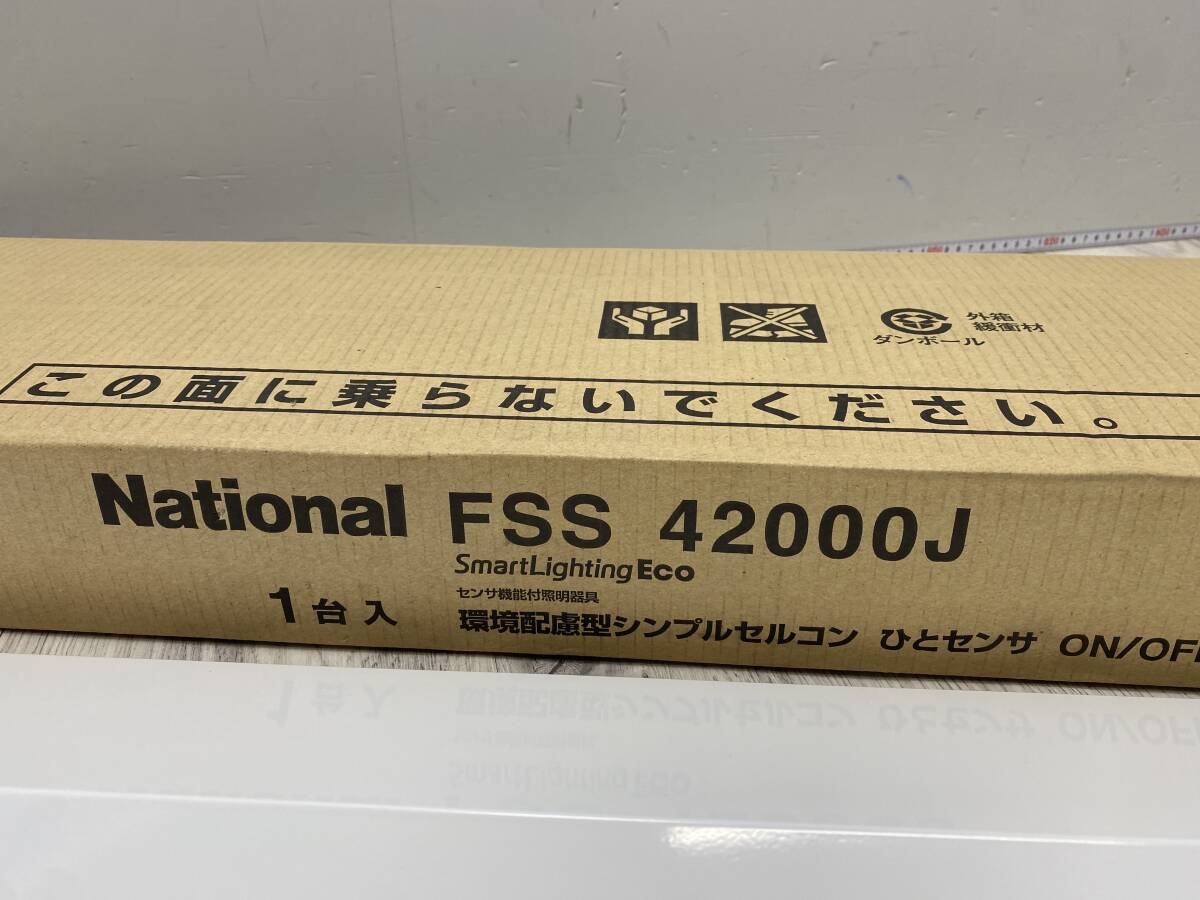 外箱
緩衝材
ダンボール
この面に乗らないでください。
National FSS 42000J
SmartLighting Eco
センサ機能付照明器具
1台入
環境配慮型シンプルセルコン ひとセンサ ON/OFF